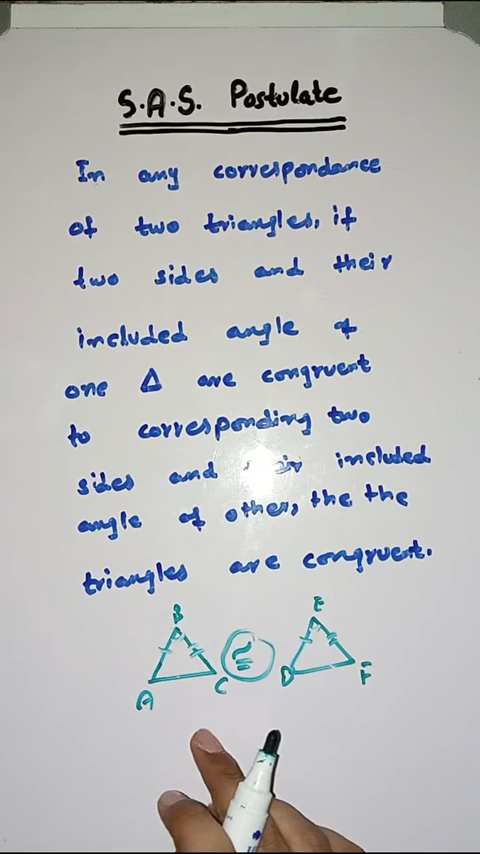 S.A.S. Postulate
In any correspondance
of two triangles, if
two sides and their
included angle of
one Δ are congruent
to corresponding two
sides and included
angle of other, the the
triangles are congruent.
B E
≅
A C D F